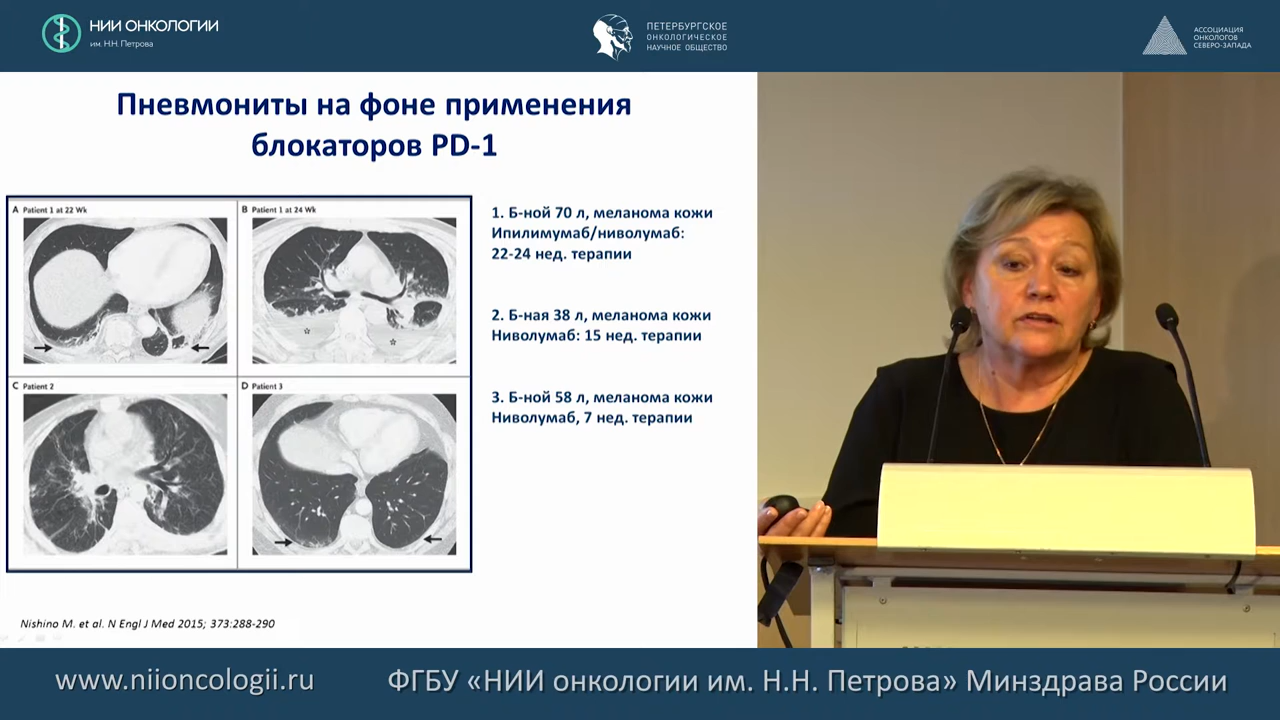 НИИ ОНКОЛОГИИ
им. Н.Н. Петрова
ПЕТЕРБУРГСКОЕ
ОНКОЛОГИЧЕСКОЕ
НАУЧНОЕ ОБЩЕСТВО
АССОЦИАЦИЯ
ОНКОЛОГОВ
СЕВЕРО-ЗАПАДА
Пневмониты на фоне применения
блокаторов PD-1
A Patient 1 at 22 Wk
B Patient 1 at 24 Wk
C Patient 2
D Patient 3
1. Б-ной 70 л, меланома кожи
Ипилимумаб/ниволумаб:
22-24 нед. терапии
2. Б-ная 38 л, меланома кожи
Ниволумаб: 15 нед. терапии
3. Б-ной 58 л, меланома кожи
Ниволумаб, 7 нед. терапии
Nishino M. et al. N Engl J Med 2015; 373:288-290
www.niioncologii.ru
ФГБУ «НИИ онкологии им. Н.Н. Петрова» Минздрава России